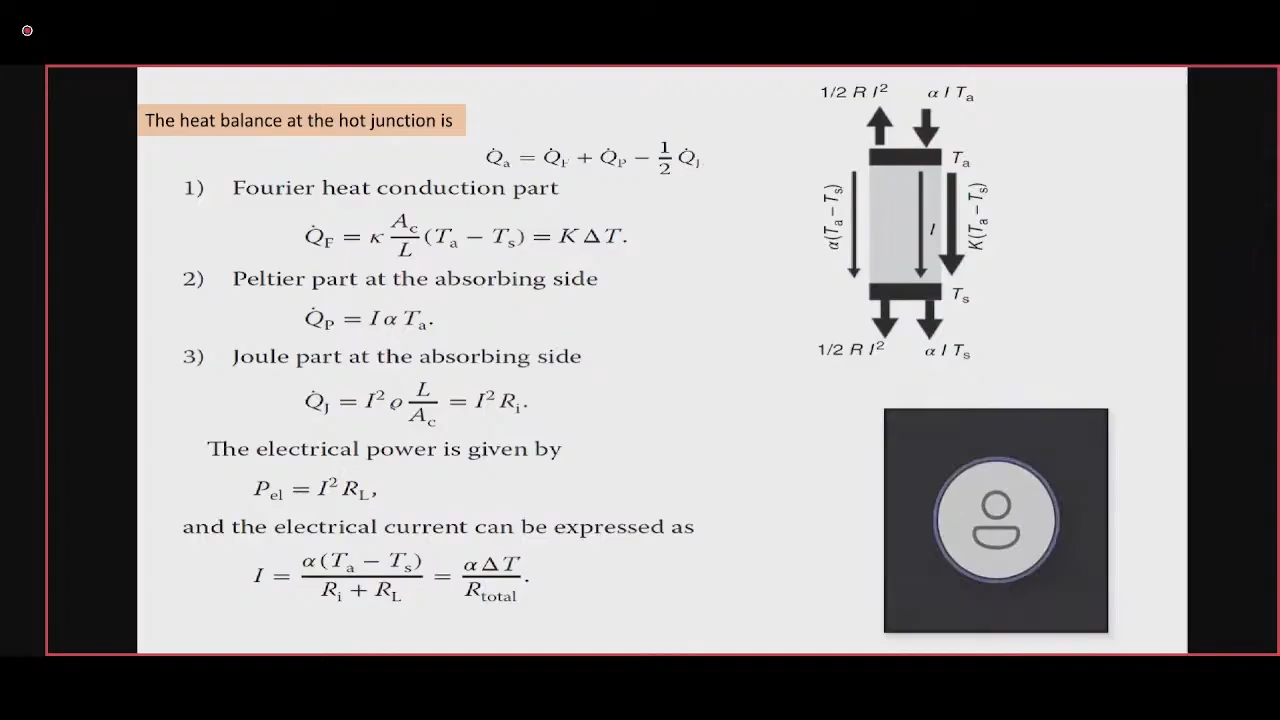 The heat balance at the hot junction is
Q̇a = Q̇F + Q̇P − 1/2 Q̇J
1) Fourier heat conduction part
Q̇F = κ Ac/L (Ta − Ts) = K ΔT.
2) Peltier part at the absorbing side
Q̇P = I α Ta.
3) Joule part at the absorbing side
Q̇J = I² ϱ L/Ac = I² Ri.
The electrical power is given by
Pel = I² RL,
and the electrical current can be expressed as
I = α(Ta − Ts)/(Ri + RL) = αΔT/Rtotal.
1/2 R I² α I Ta
Ta
α(Ta − Ts)
I
K(Ta − Ts)
Ts
1/2 R I² α I Ts